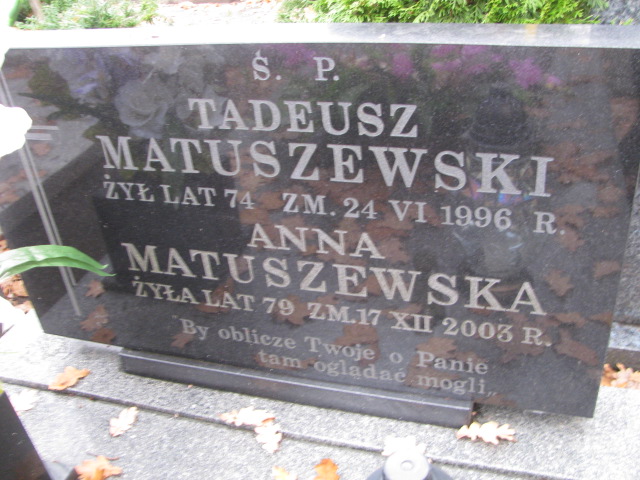 Ś. P.
TADEUSZ
MATUSZEWSKI
ŻYŁ LAT 74 ZM. 24 VI 1996 R.
ANNA
MATUSZEWSKA
ŻYŁA LAT 79 ZM.17 XII 2003 R.
By oblicze Twoje o Panie
tam oglądać mogli